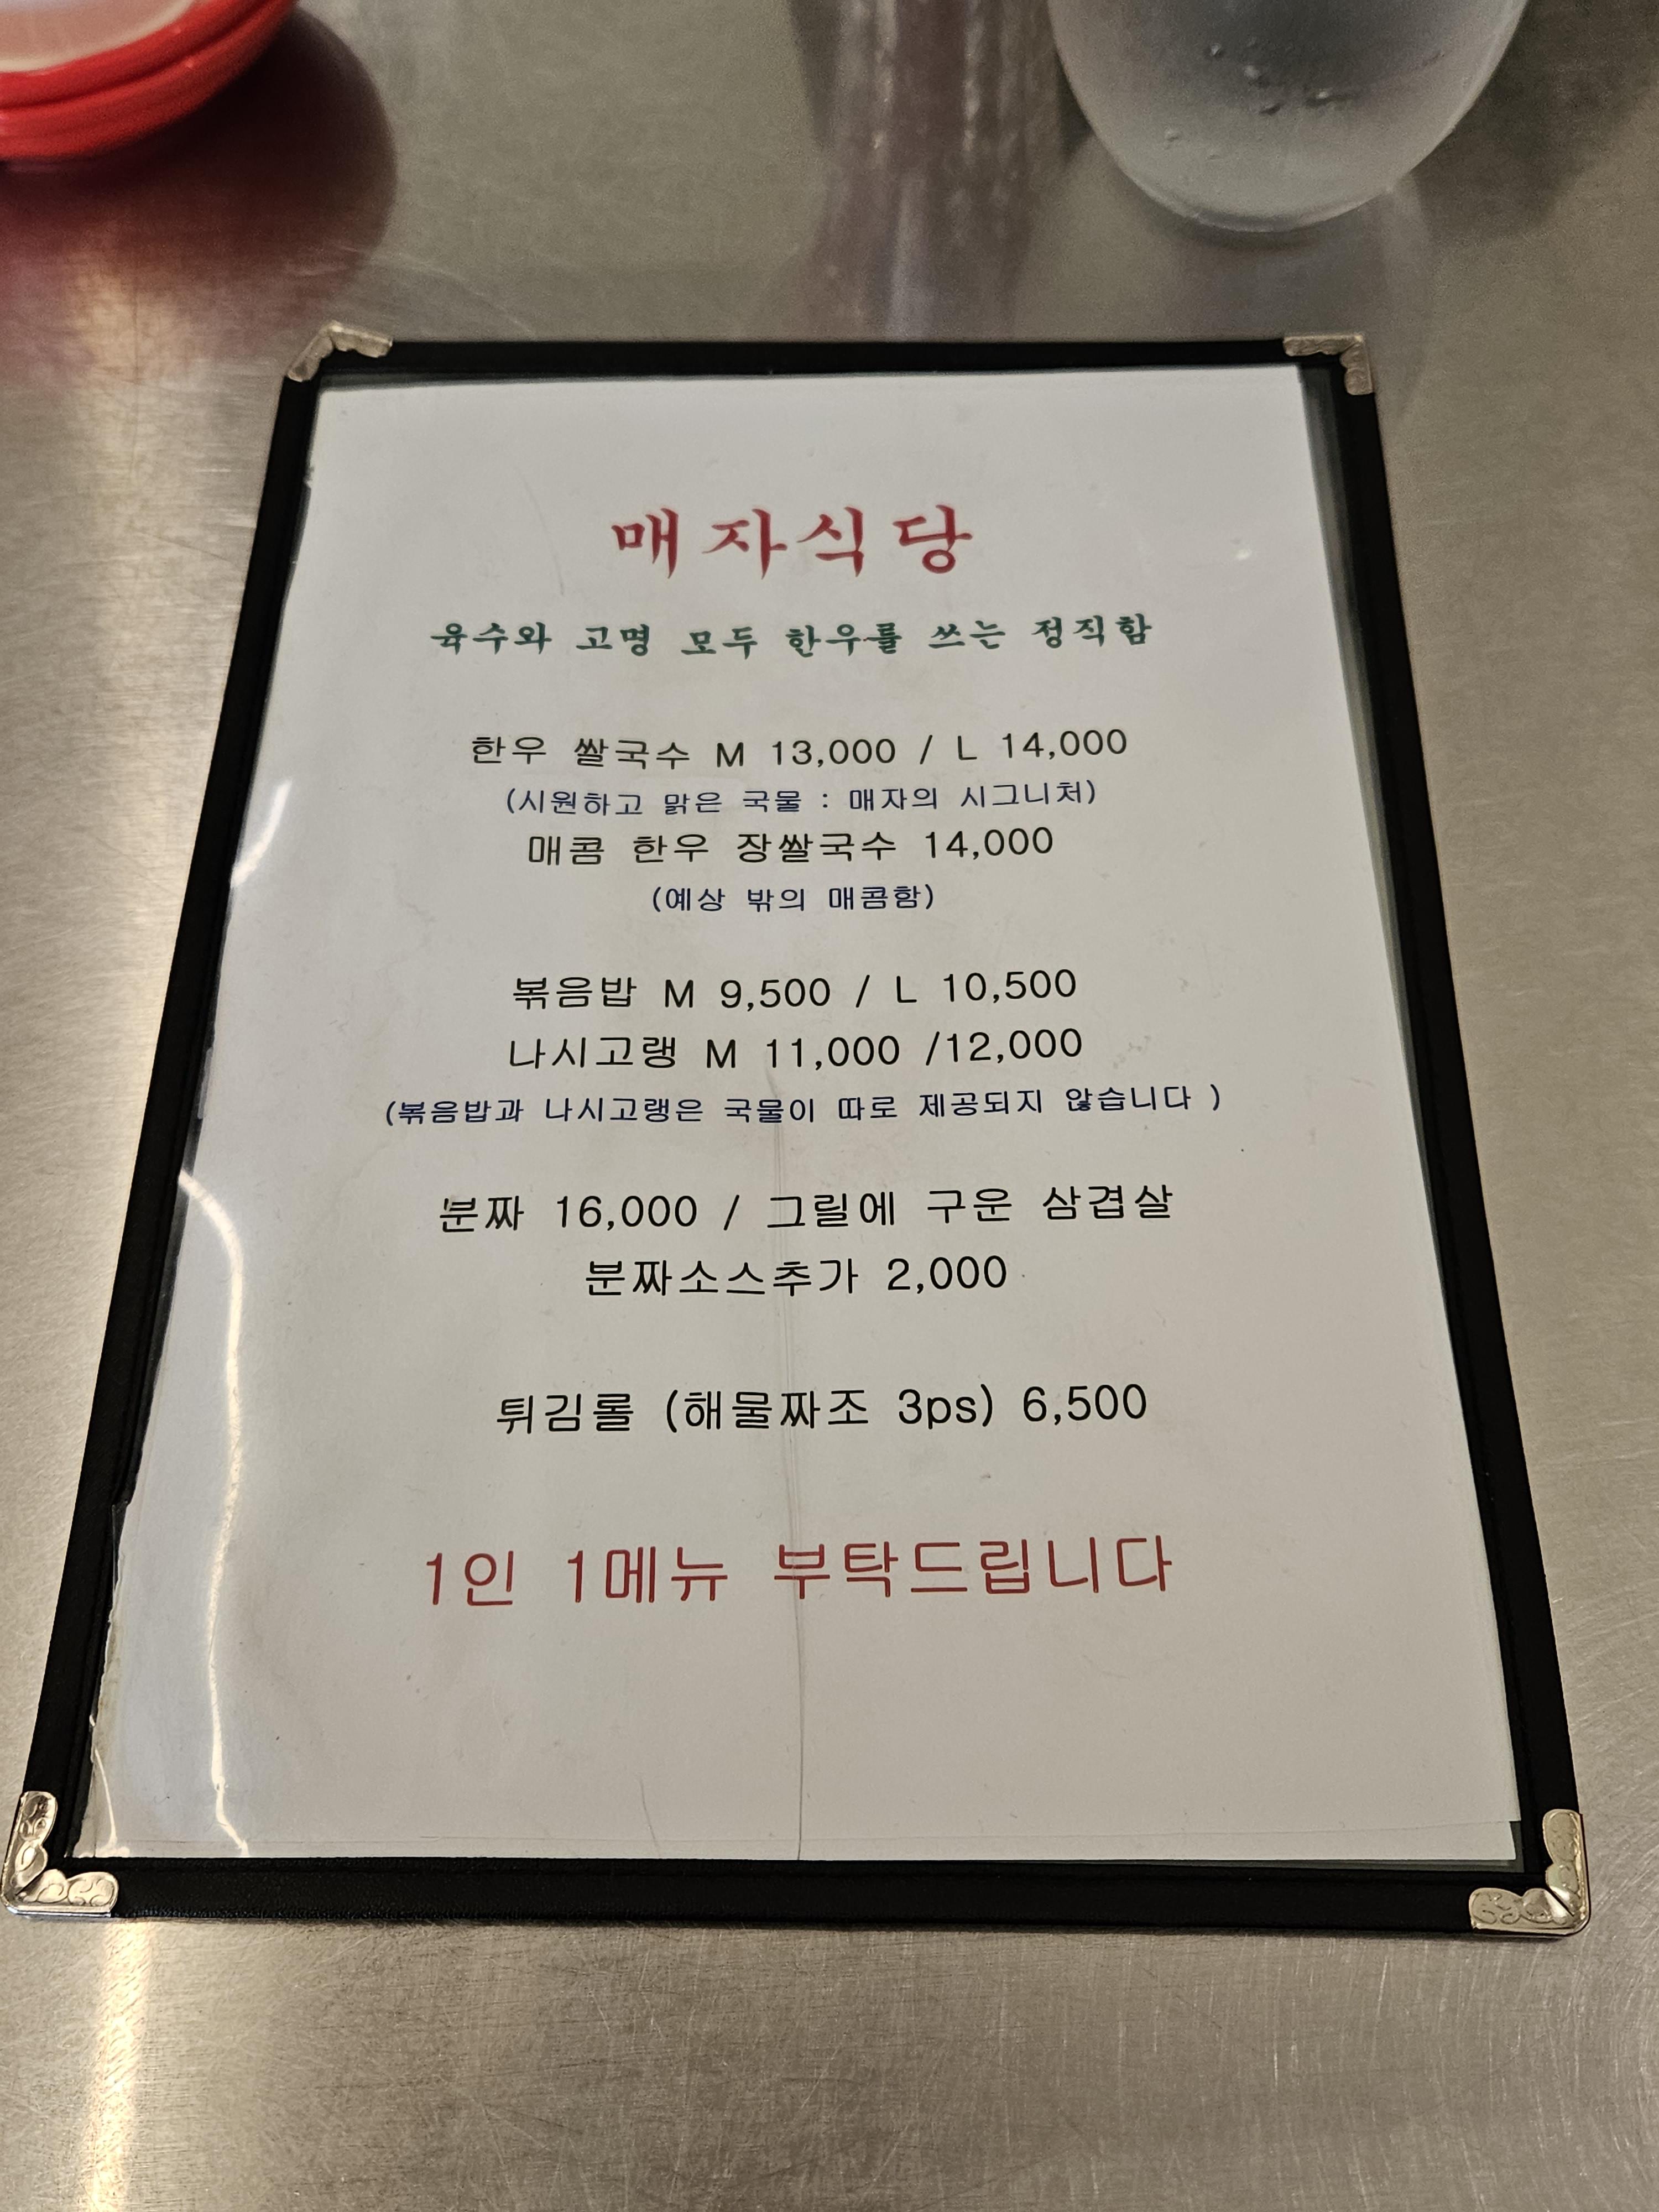 매자식당
육수와 고명 모두 한우를 쓰는 정직함
한우 쌀국수 M 13,000 / L 14,000
(시원하고 맑은 국물 : 매자의 시그니처)
매콤 한우 장쌀국수 14,000
(예상 밖의 매콤함)
볶음밥 M 9,500 / L 10,500
나시고랭 M 11,000 /12,000
(볶음밥과 나시고랭은 국물이 따로 제공되지 않습니다 )
분짜 16,000 / 그릴에 구운 삼겹살
분짜소스추가 2,000
튀김롤 (해물짜조 3ps) 6,500
1인 1메뉴 부탁드립니다